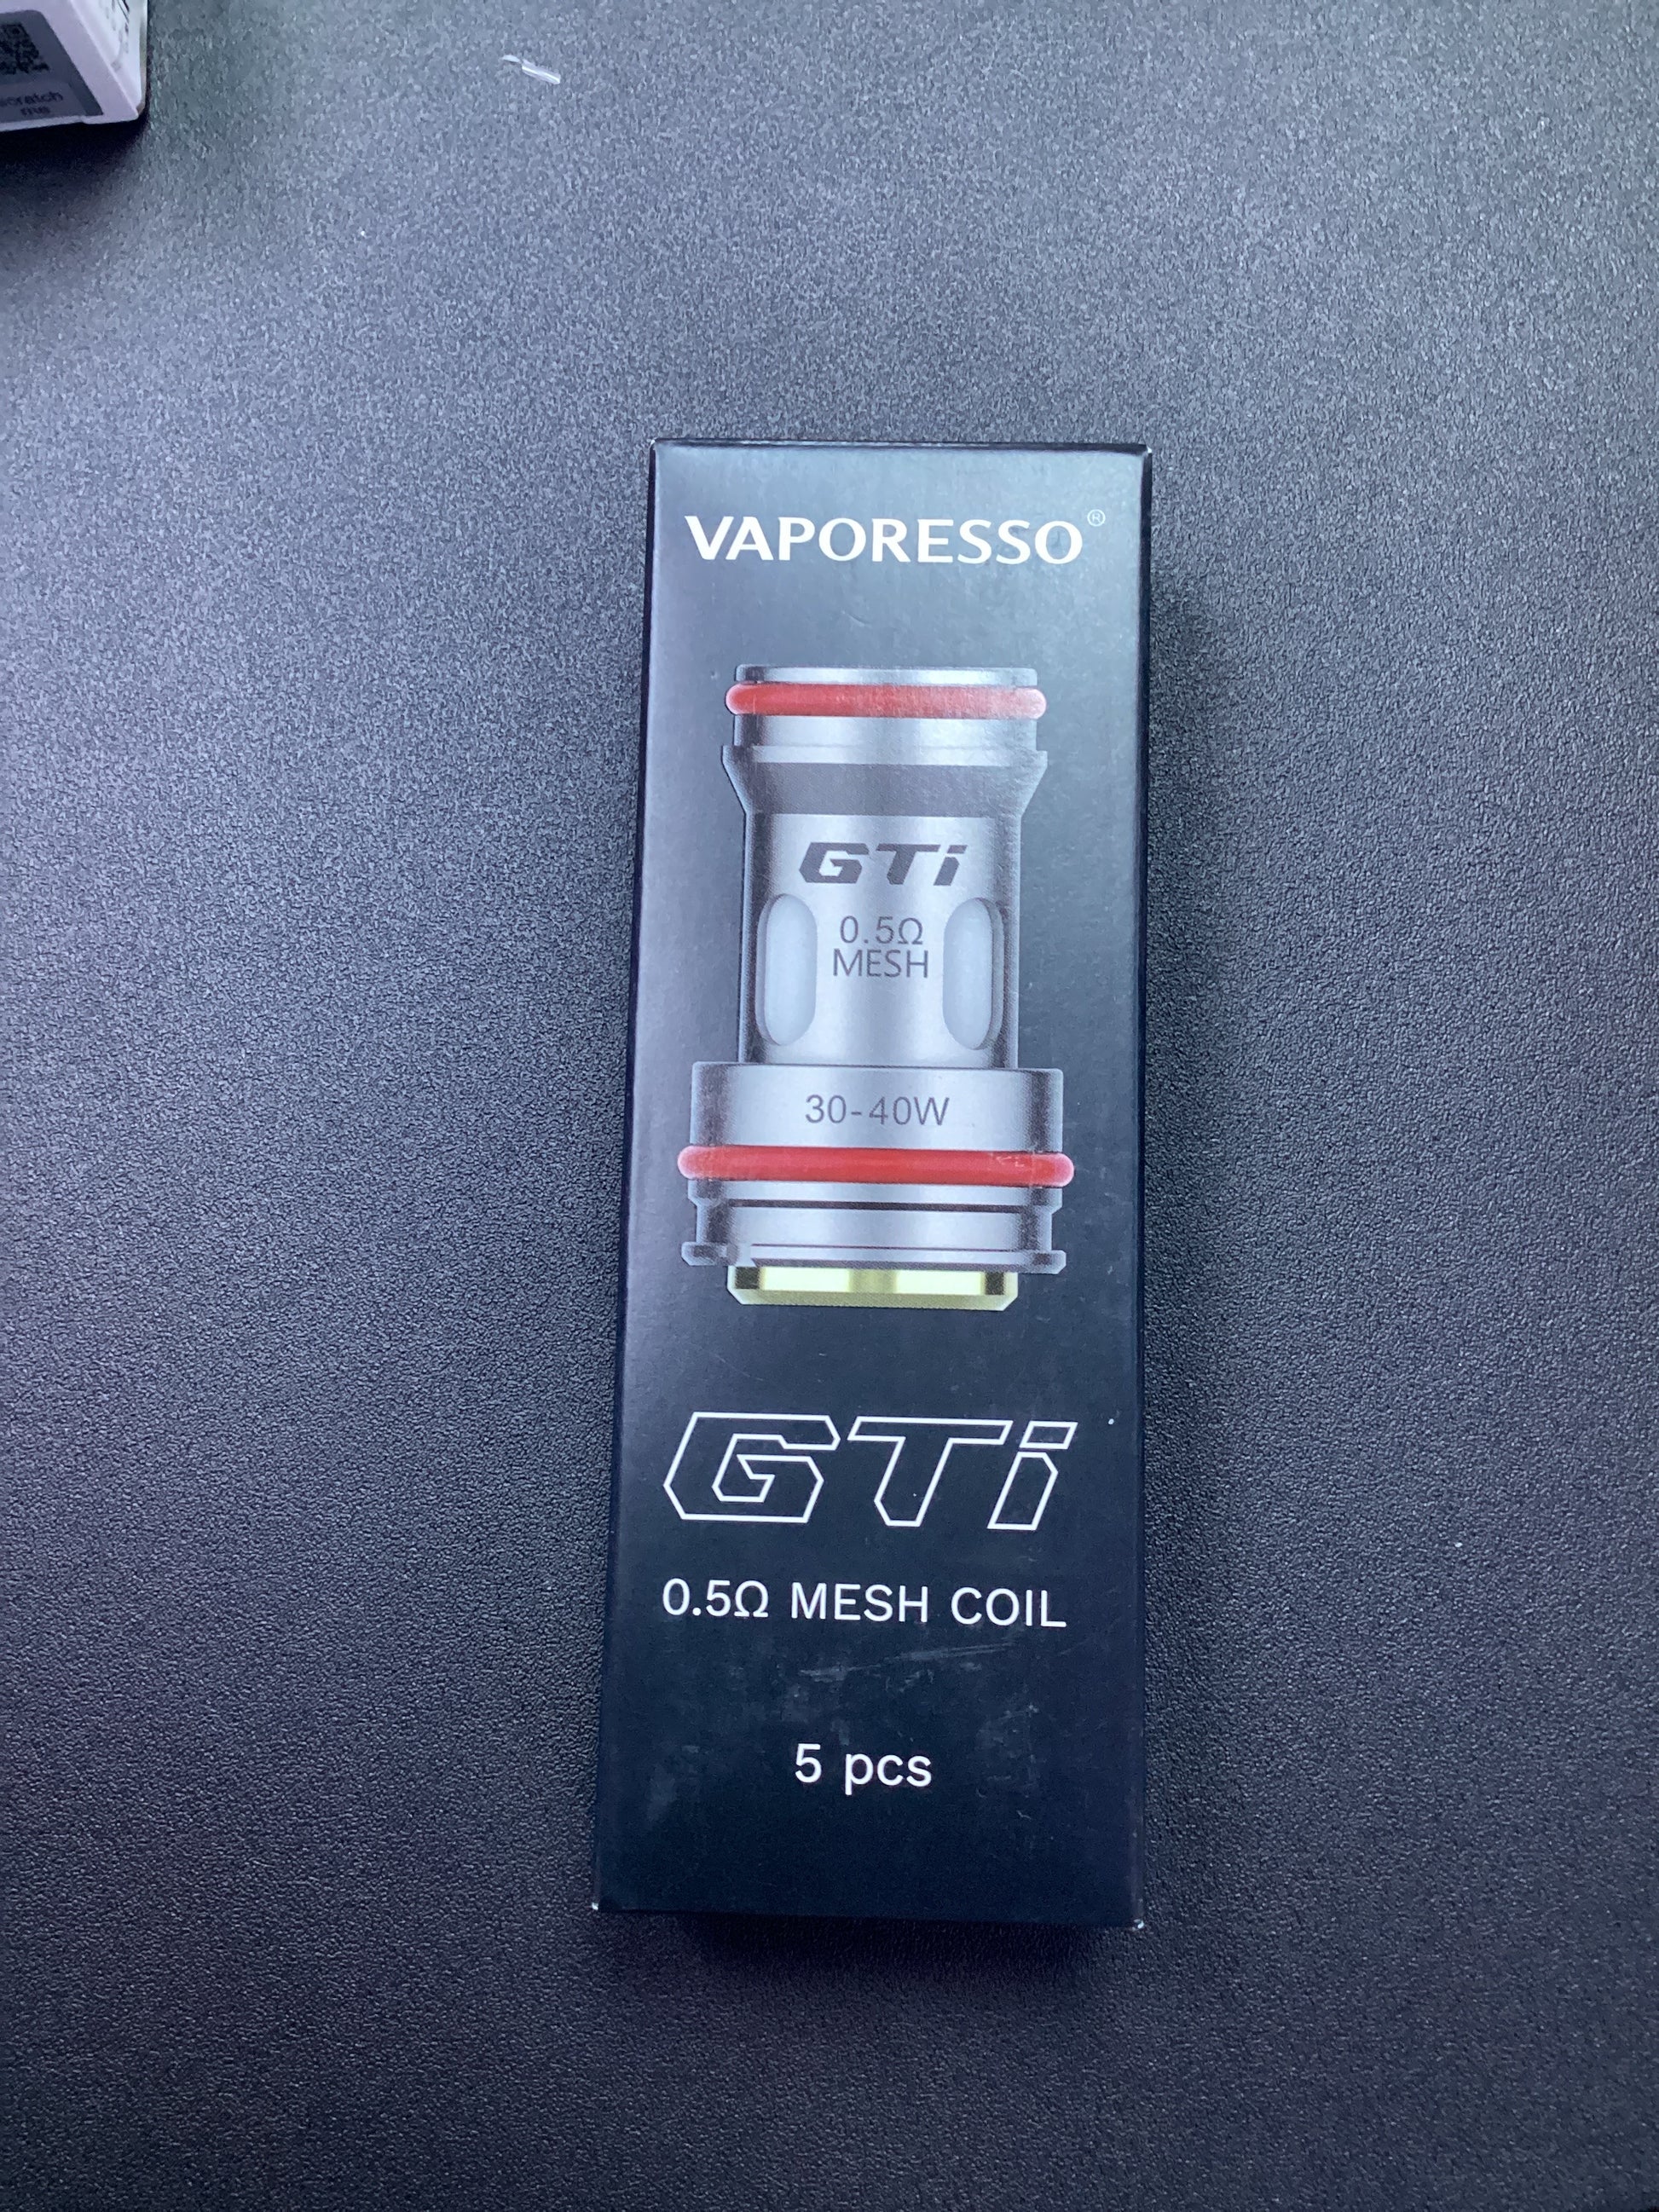 VAPORESSO®
GTi
0.5Ω
MESH
30-40W
GTi
0.5Ω MESH COIL
5 pcs